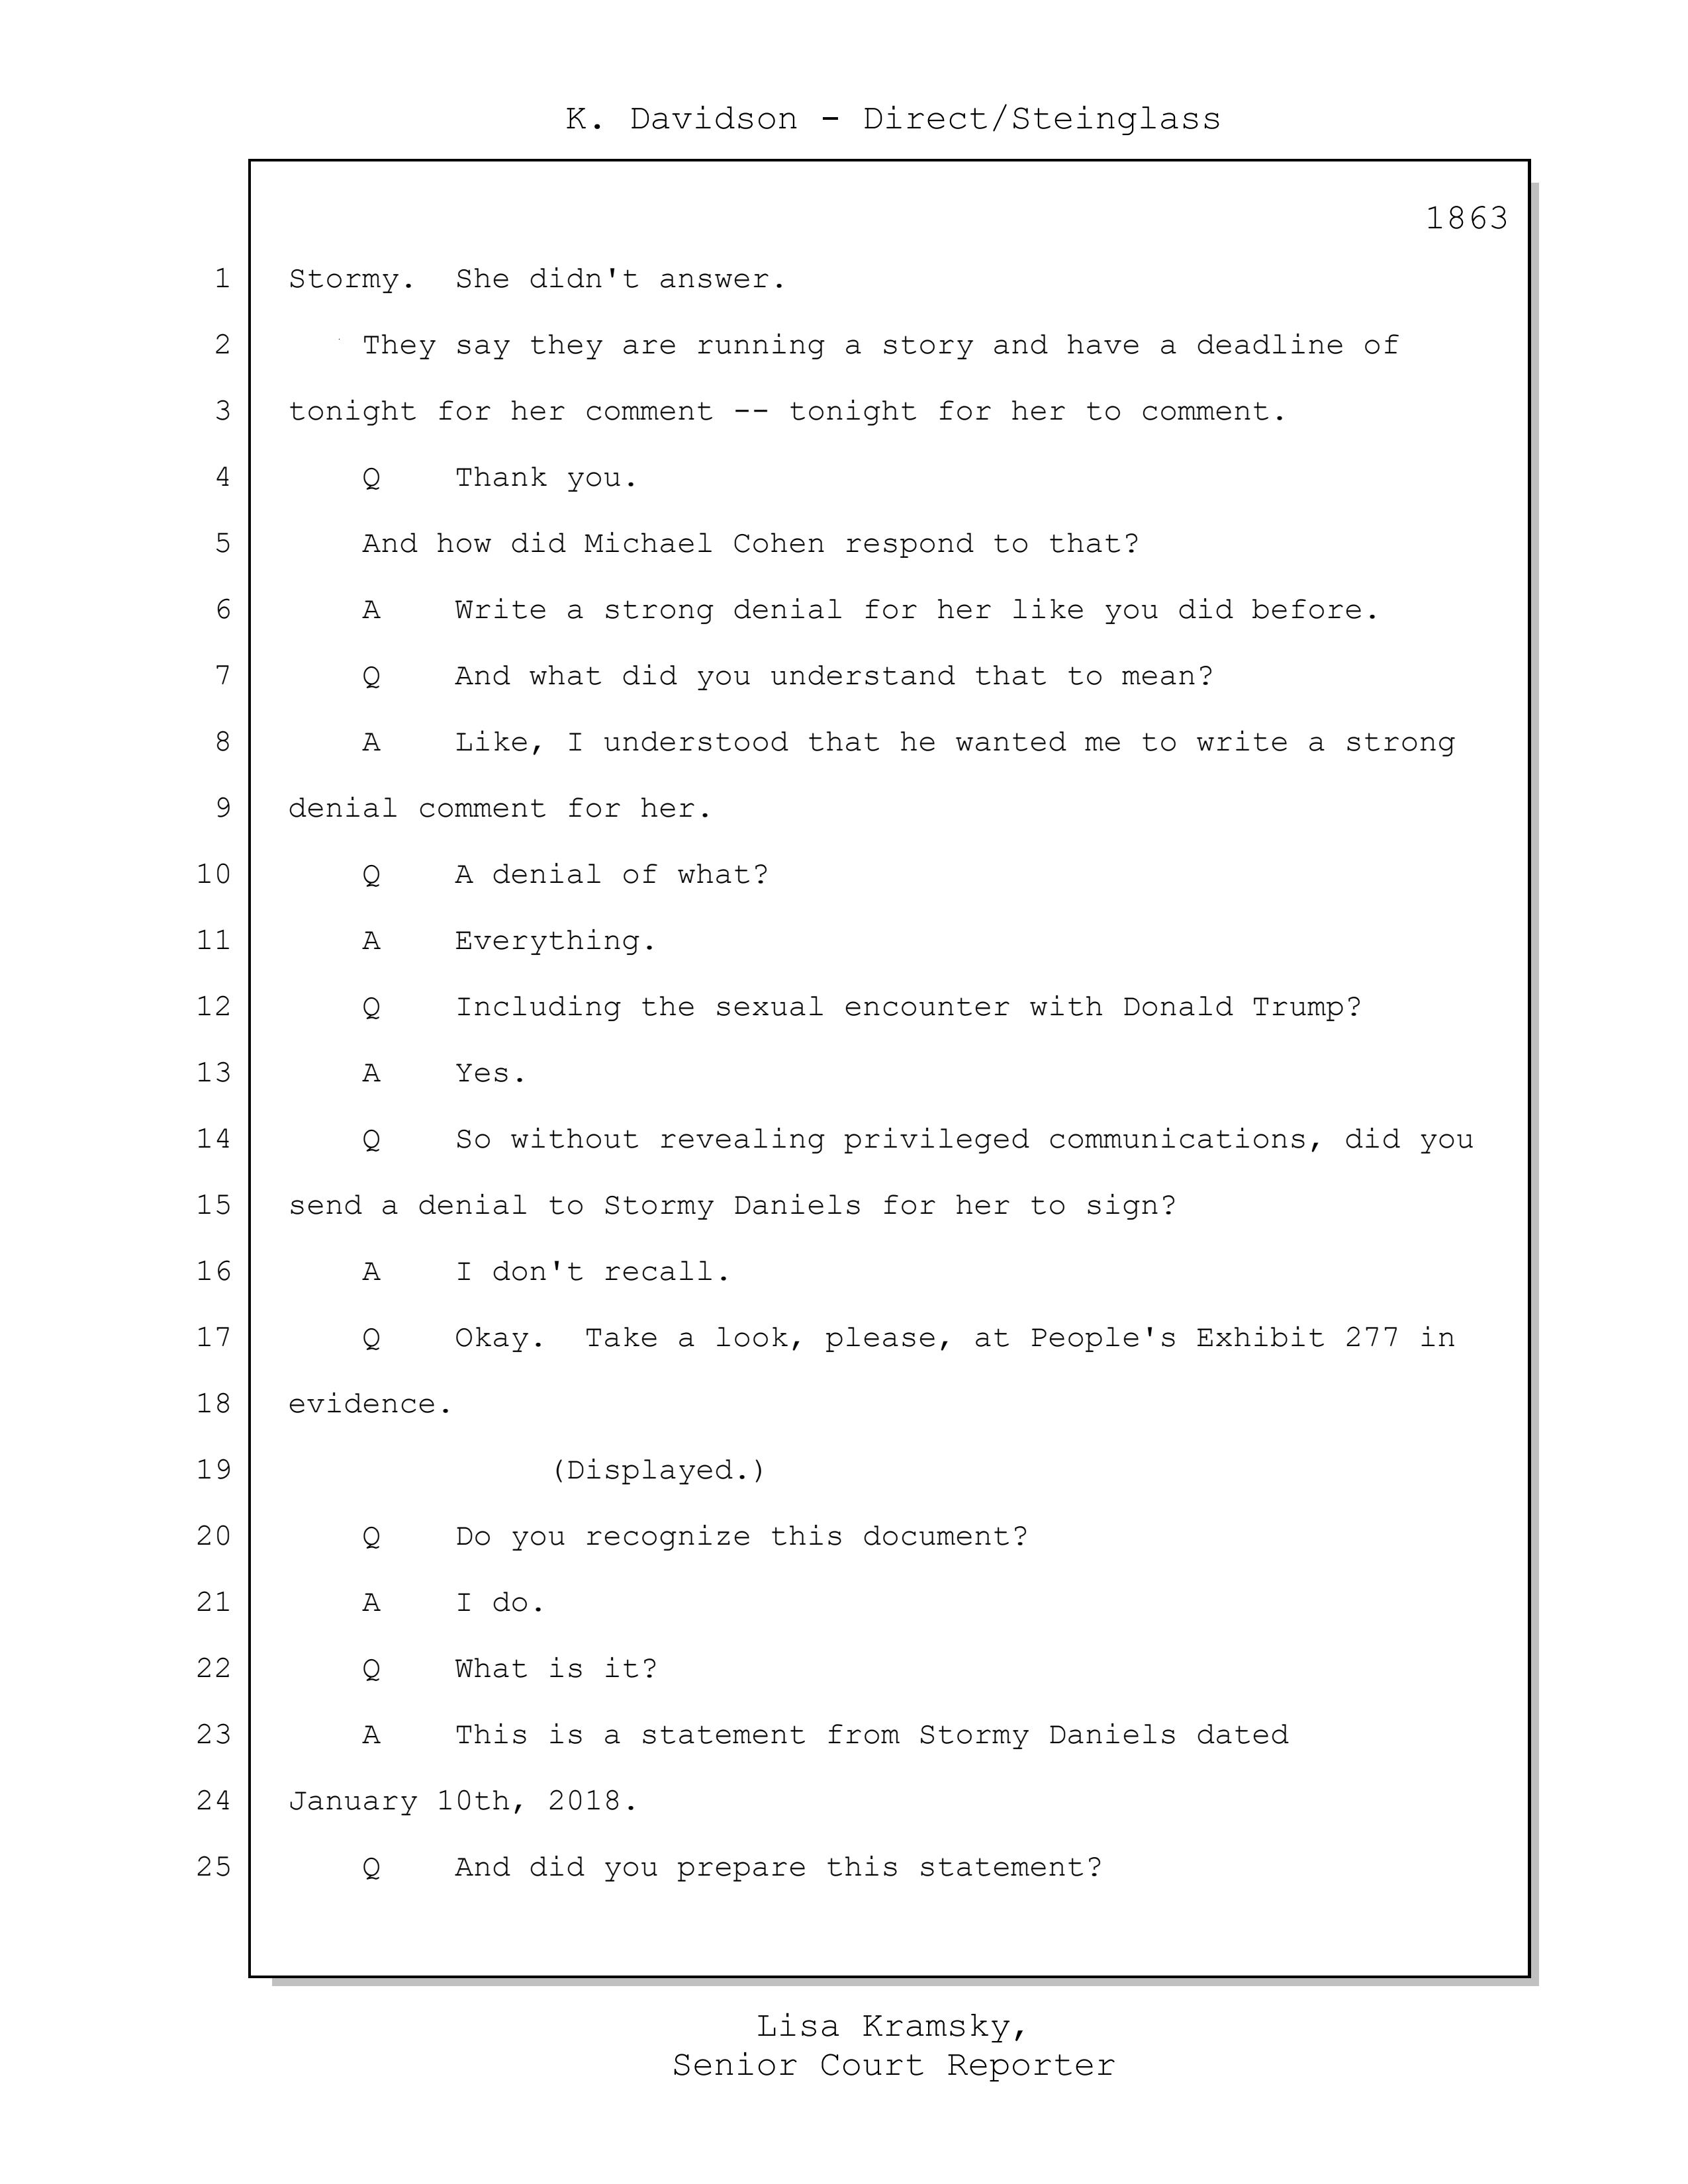 K. Davidson - Direct/Steinglass
1863
1 Stormy.  She didn't answer.
2 They say they are running a story and have a deadline of
3 tonight for her comment -- tonight for her to comment.
4 Q Thank you.
5 And how did Michael Cohen respond to that?
6 A Write a strong denial for her like you did before.
7 Q And what did you understand that to mean?
8 A Like, I understood that he wanted me to write a strong
9 denial comment for her.
10 Q A denial of what?
11 A Everything.
12 Q Including the sexual encounter with Donald Trump?
13 A Yes.
14 Q So without revealing privileged communications, did you
15 send a denial to Stormy Daniels for her to sign?
16 A I don't recall.
17 Q Okay.  Take a look, please, at People's Exhibit 277 in
18 evidence.
19 (Displayed.)
20 Q Do you recognize this document?
21 A I do.
22 Q What is it?
23 A This is a statement from Stormy Daniels dated
24 January 10th, 2018.
25 Q And did you prepare this statement?
Lisa Kramsky,
Senior Court Reporter